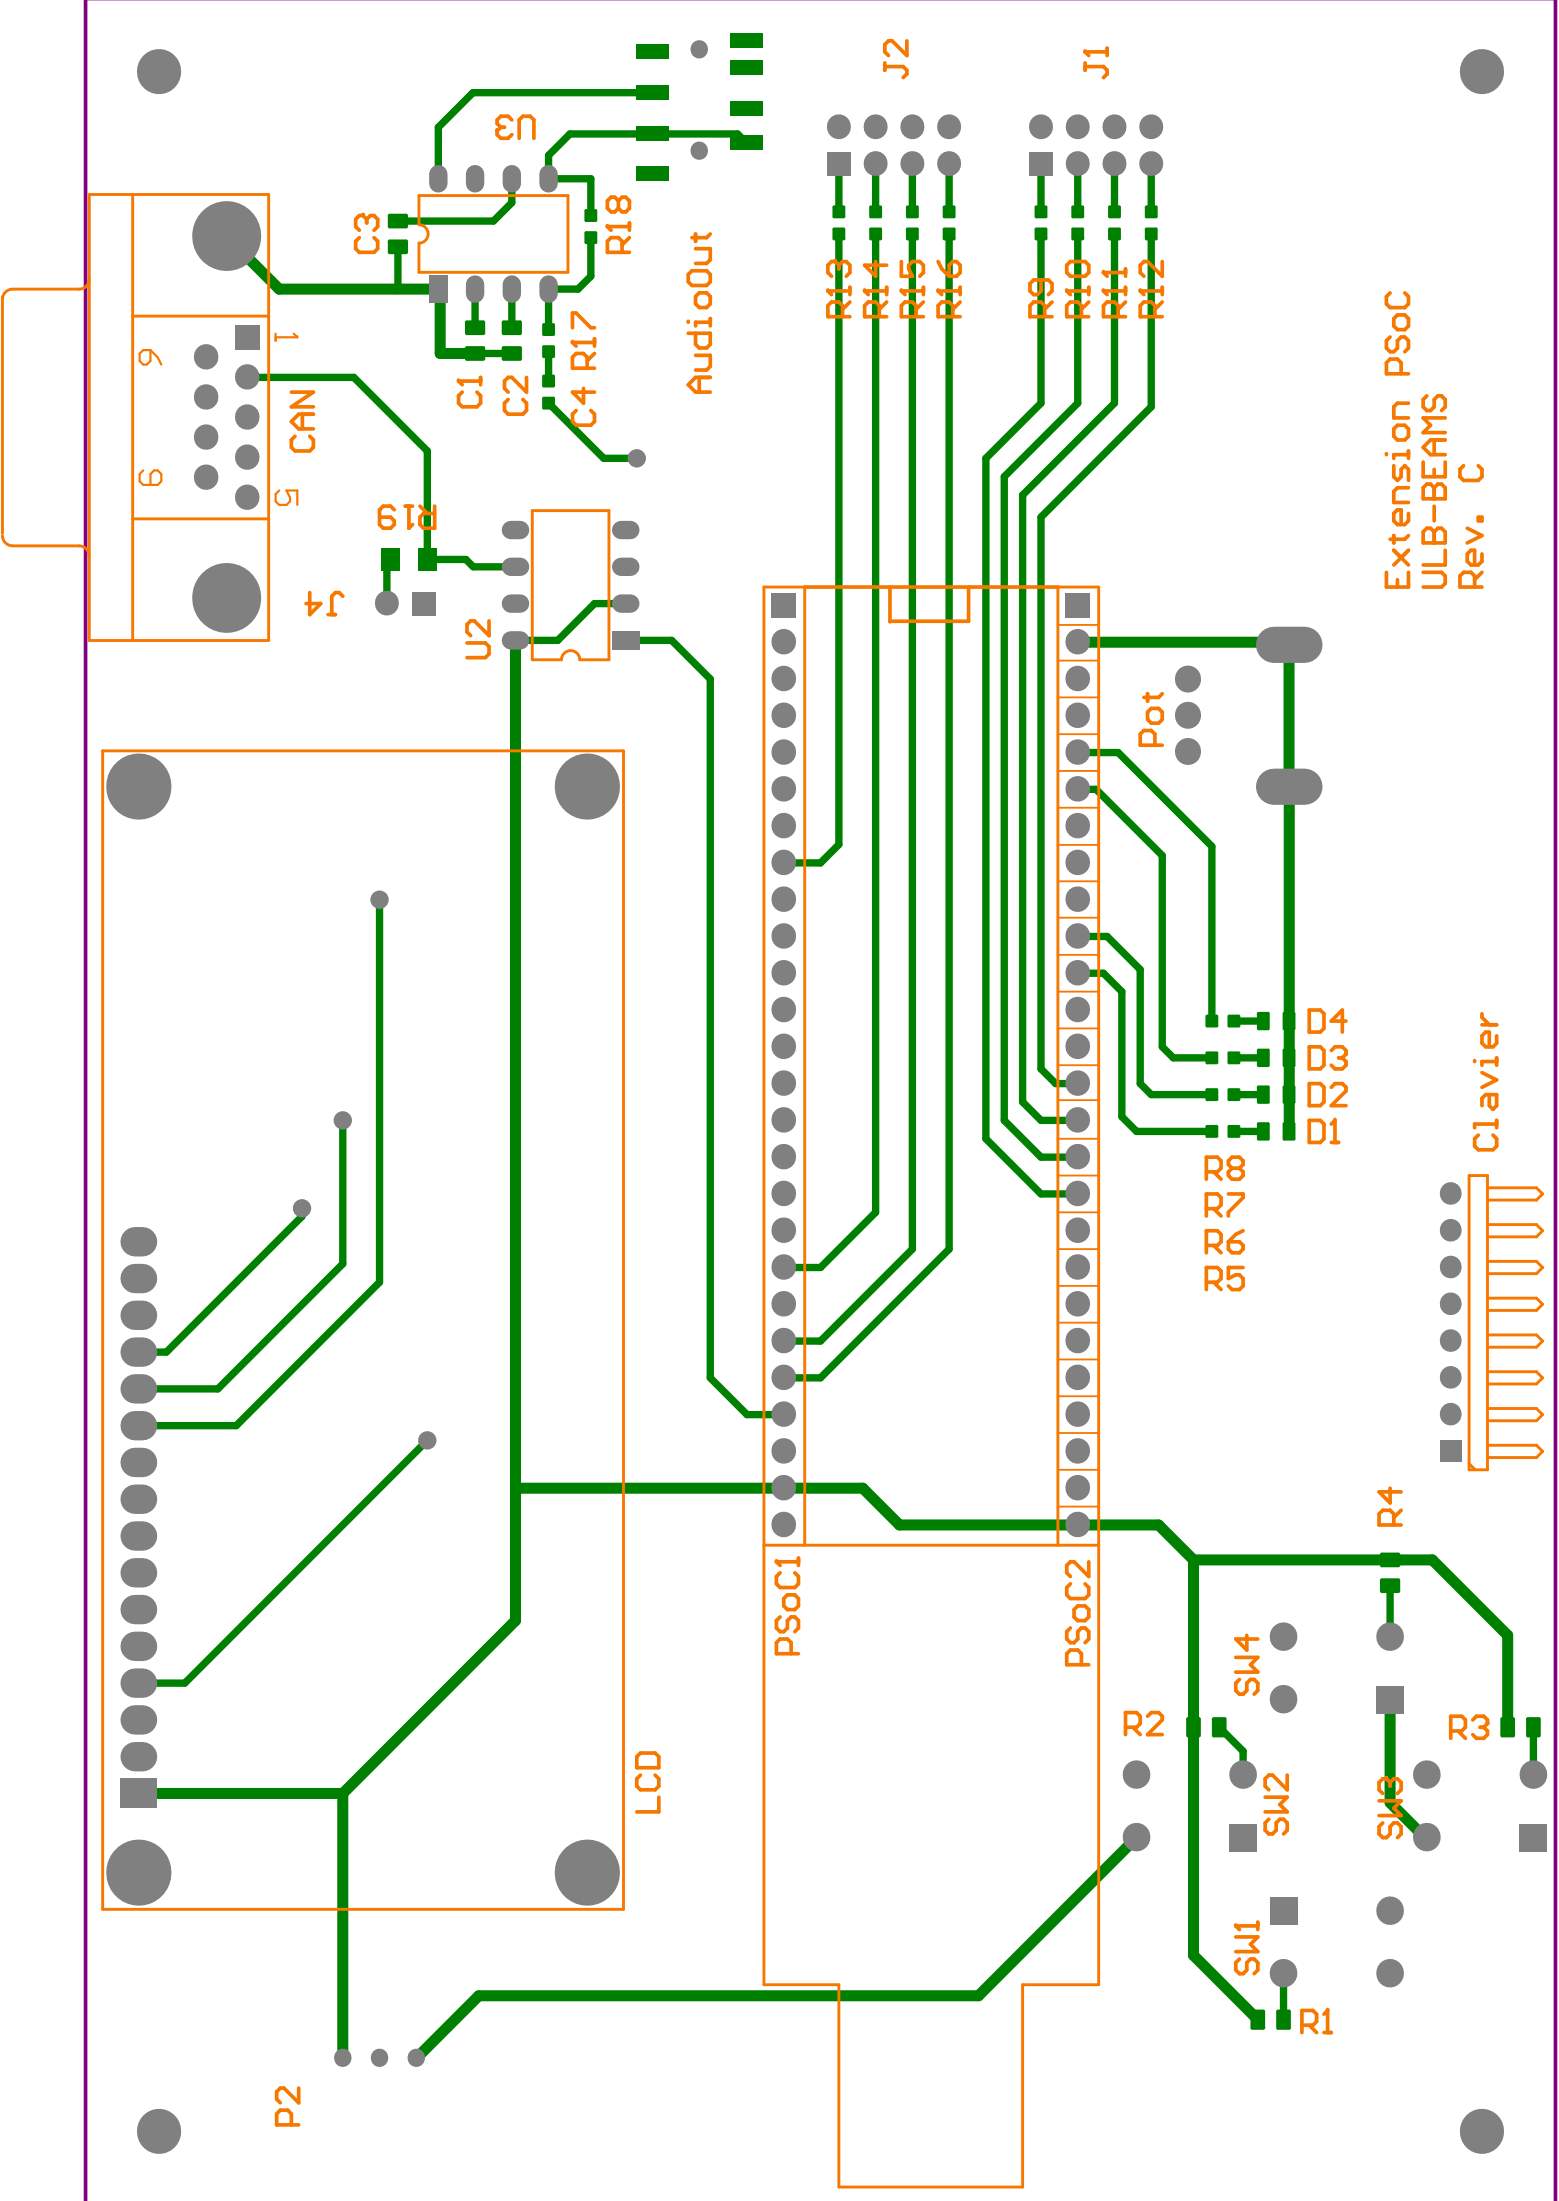 J2
J1
U3
C3
R18
AudioOut
R13
R14
R15
R16
R9
R10
R11
R12
1
6
CAN
9
5
R17
C1
C2
C4
Extension PSoC
ULB-BEAMS
Rev. C
R19
J4
U2
Pot
D4
D3
D2
D1
Clavier
R8
R7
R6
R5
R4
PSoC1
PSoC2
SW4
R2
R3
LCD
SW2
SW3
SW1
R1
P2